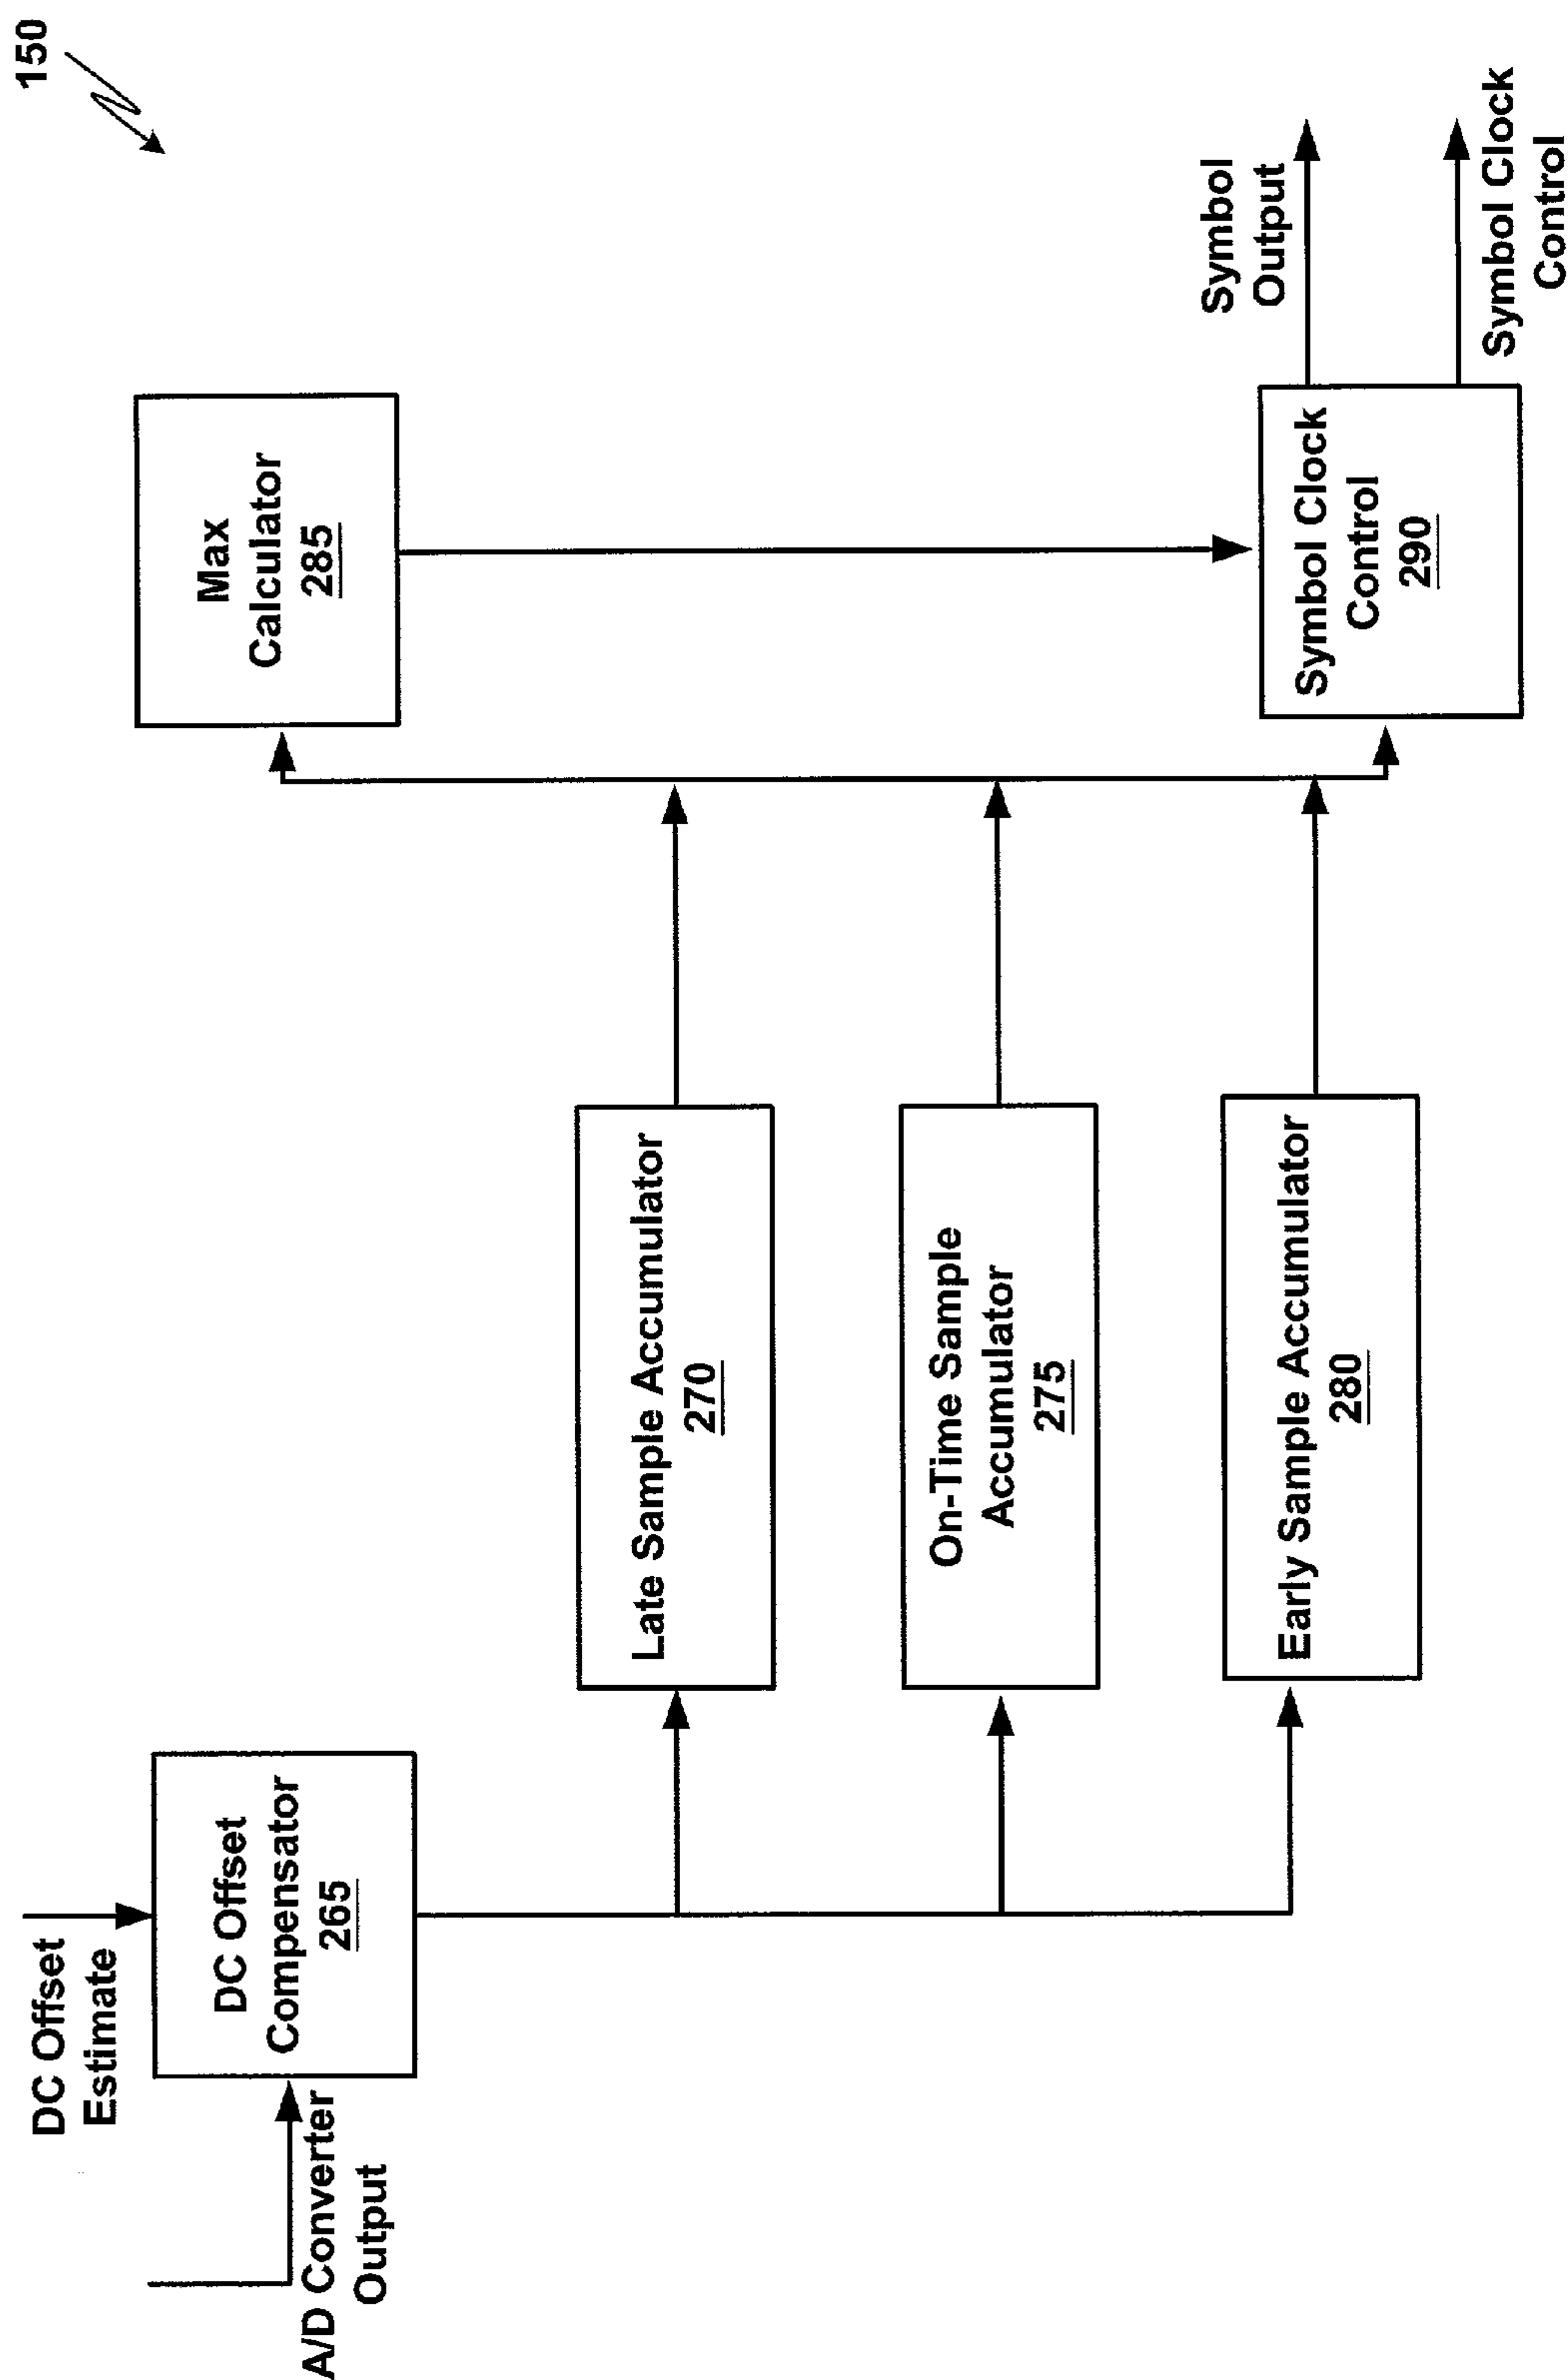 150
DC Offset
Estimate
A/D Converter
Output
DC Offset
Compensator
265
Late Sample Accumulator
270
On-Time Sample
Accumulator
275
Early Sample Accumulator
280
Max
Calculator
285
Symbol Clock
Control
290
Symbol
Output
Symbol Clock
Control